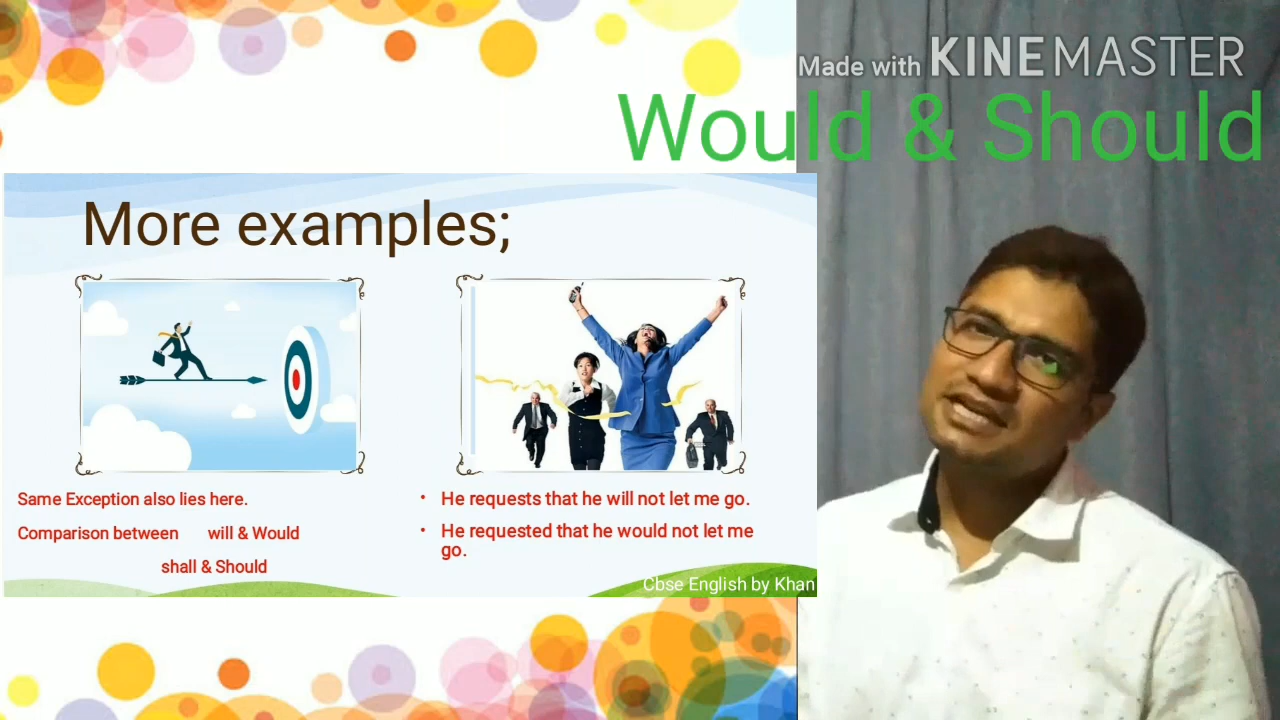 Made with KINEMASTER
Would & Should
More examples;
Same Exception also lies here.
Comparison between will & Would
shall & Should
• He requests that he will not let me go.
• He requested that he would not let me
go.
Cbse English by Khan